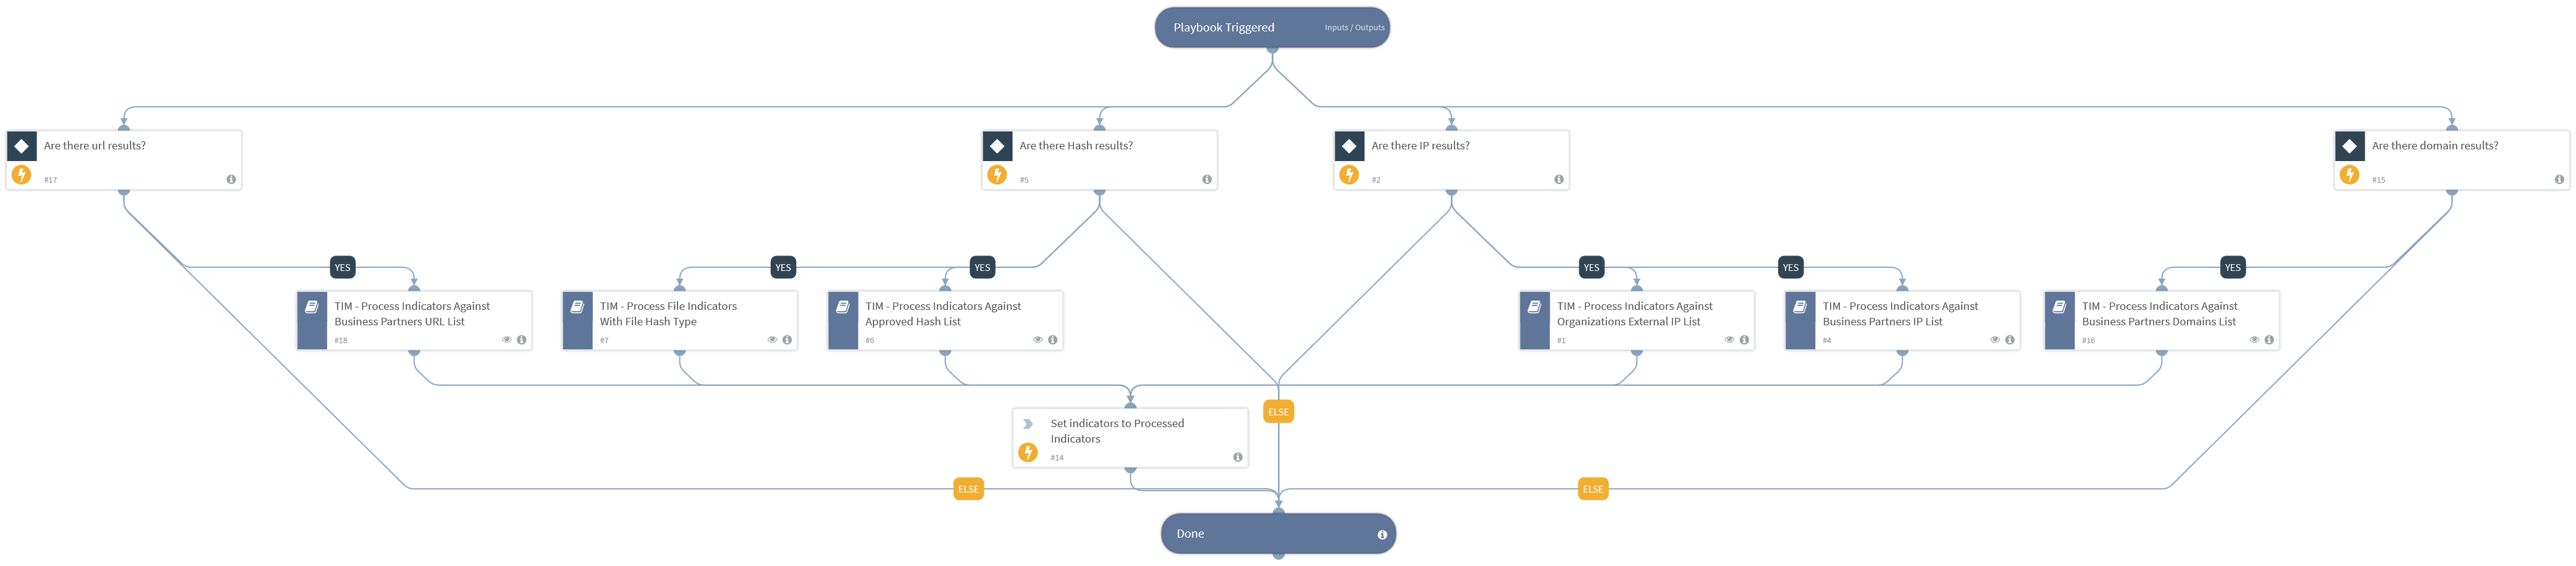 Playbook Triggered
Inputs / Outputs
Are there url results?
#17
Are there Hash results?
#5
Are there IP results?
#2
Are there domain results?
#15
YES
YES
YES
YES
YES
YES
TIM - Process Indicators Against
Business Partners URL List
#18
TIM - Process File Indicators
With File Hash Type
#7
TIM - Process Indicators Against
Approved Hash List
#6
TIM - Process Indicators Against
Organizations External IP List
#1
TIM - Process Indicators Against
Business Partners IP List
#4
TIM - Process Indicators Against
Business Partners Domains List
#16
ELSE
Set indicators to Processed
Indicators
#14
ELSE
ELSE
Done